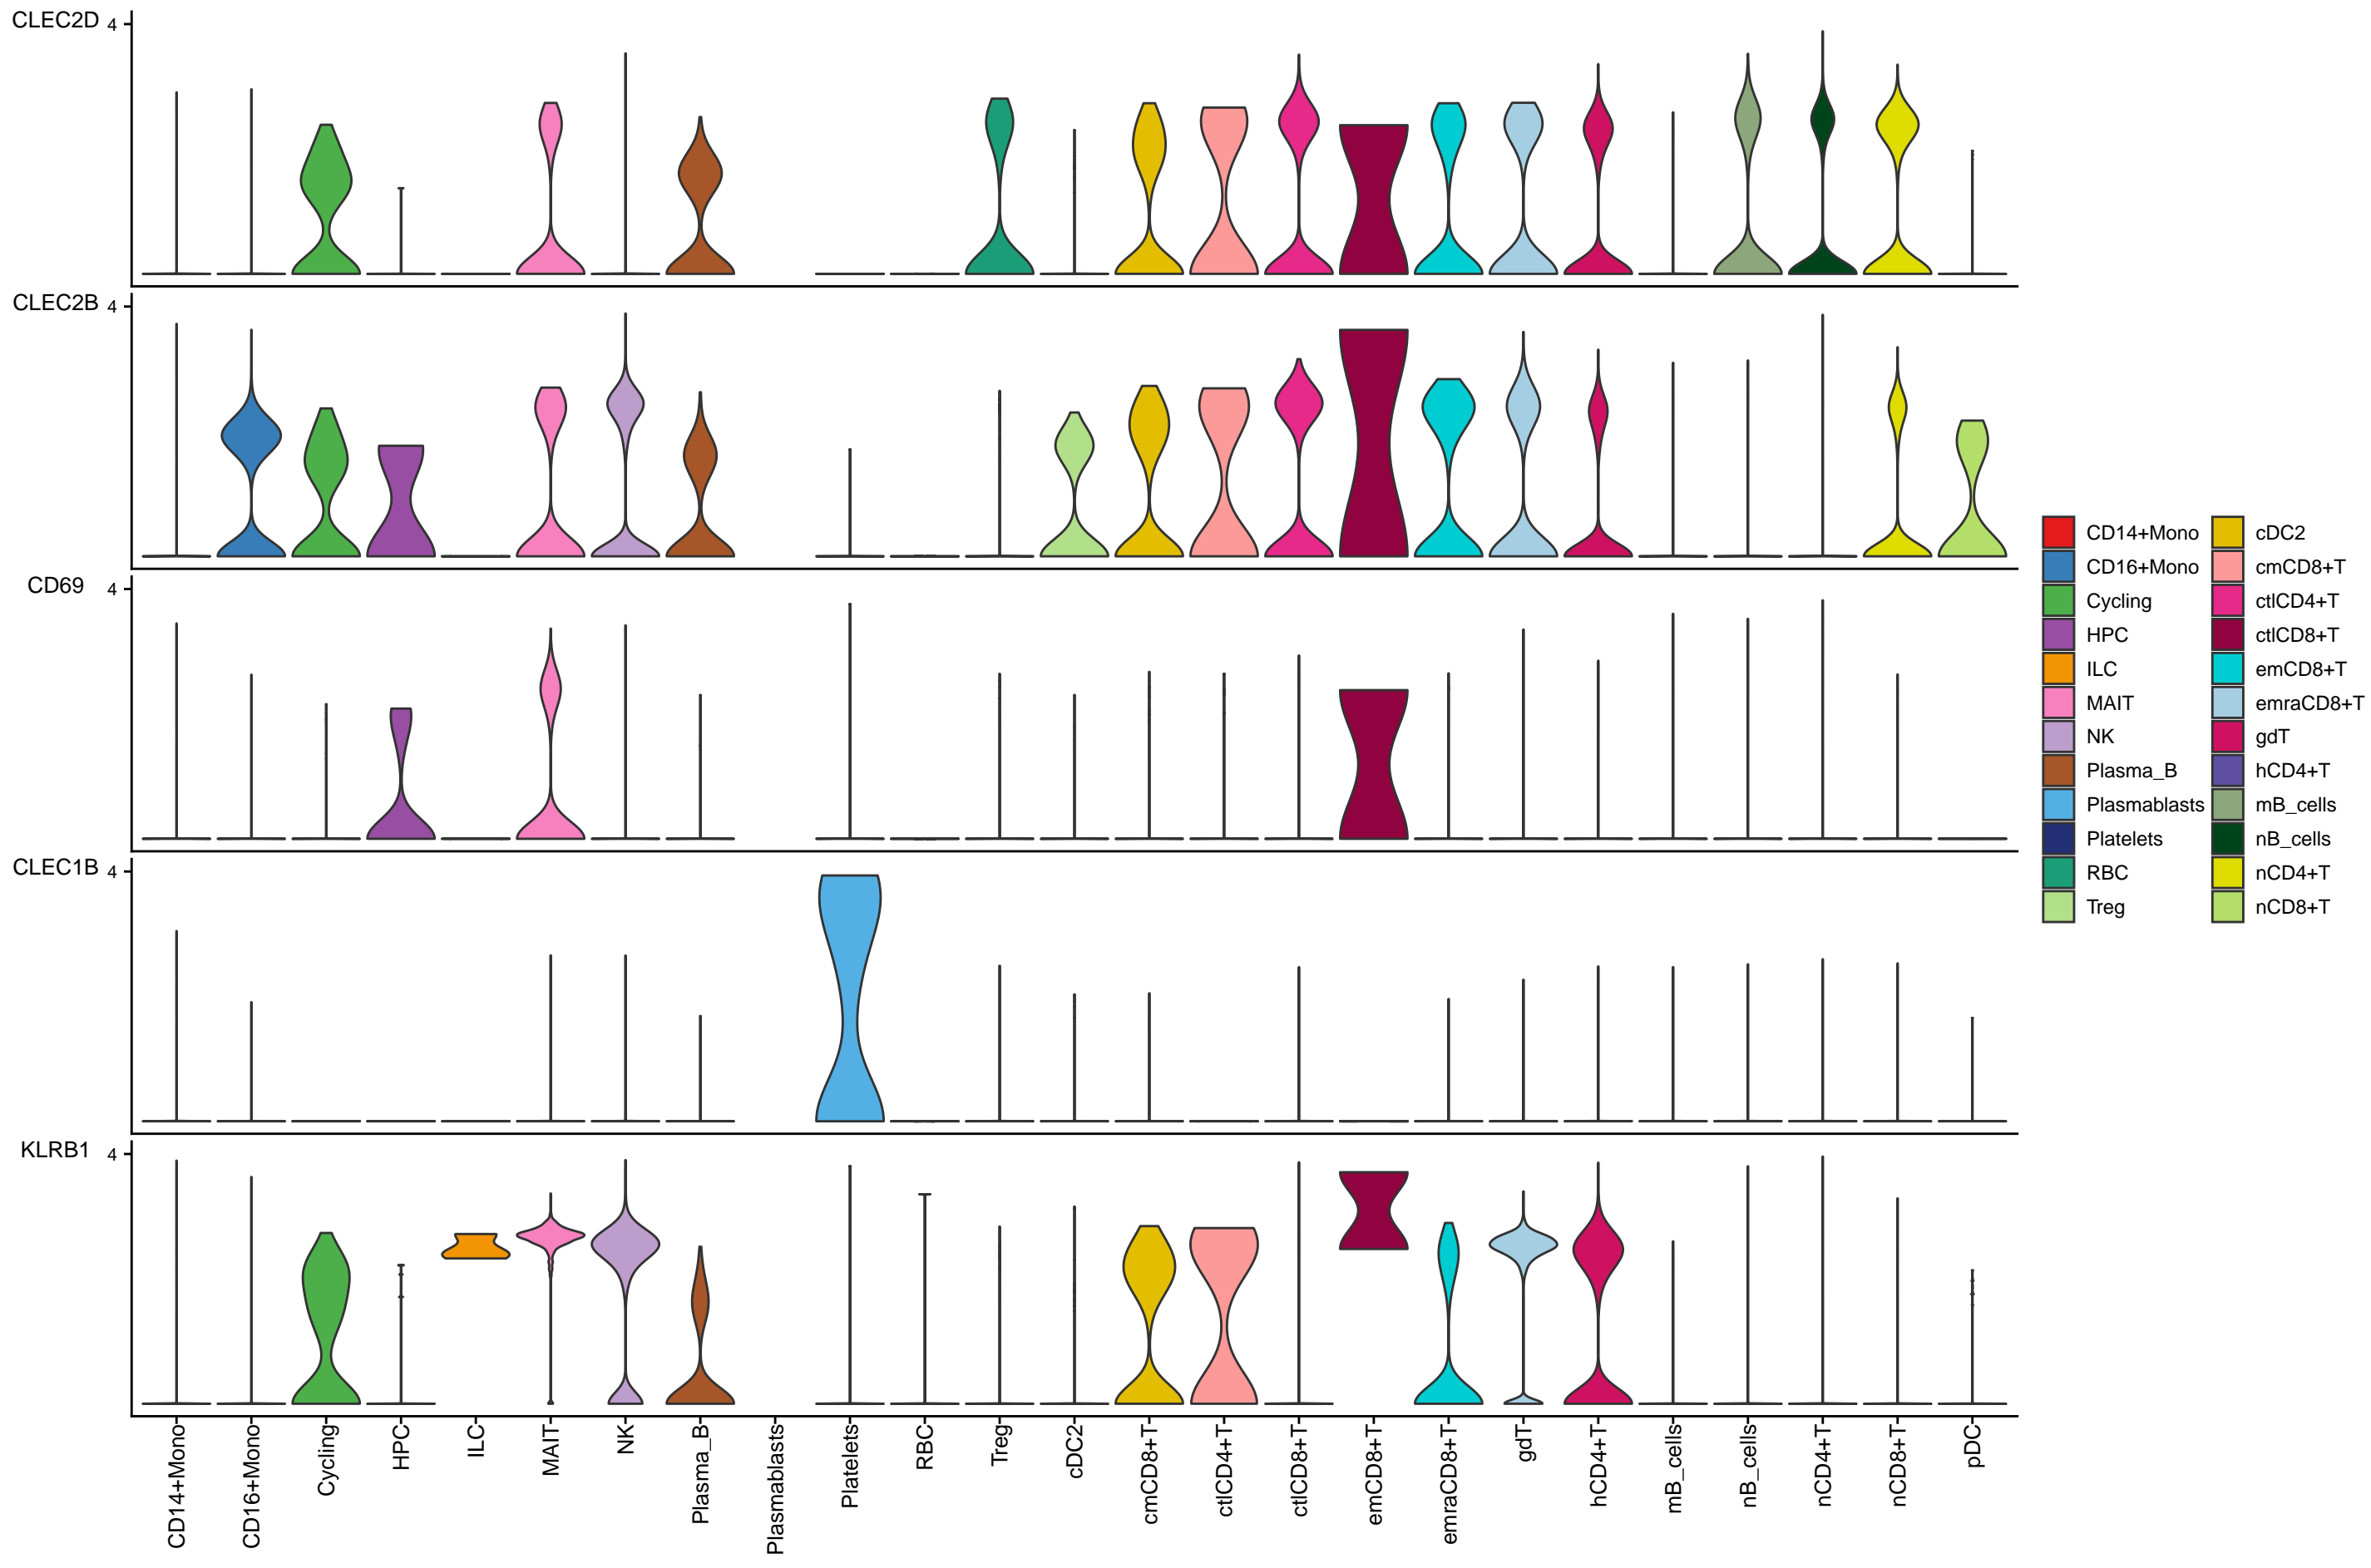 CLEC2D
4
CLEC2B
4
CD69
4
CLEC1B
4
KLRB1
4
CD14+Mono
CD16+Mono
Cycling
HPC
ILC
MAIT
NK
Plasma_B
Plasmablasts
Platelets
RBC
Treg
cDC2
cmCD8+T
ctlCD4+T
ctlCD8+T
emCD8+T
emraCD8+T
gdT
hCD4+T
mB_cells
nB_cells
nCD4+T
nCD8+T
pDC
CD14+Mono
CD16+Mono
Cycling
HPC
ILC
MAIT
NK
Plasma_B
Plasmablasts
Platelets
RBC
Treg
cDC2
cmCD8+T
ctlCD4+T
ctlCD8+T
emCD8+T
emraCD8+T
gdT
hCD4+T
mB_cells
nB_cells
nCD4+T
nCD8+T